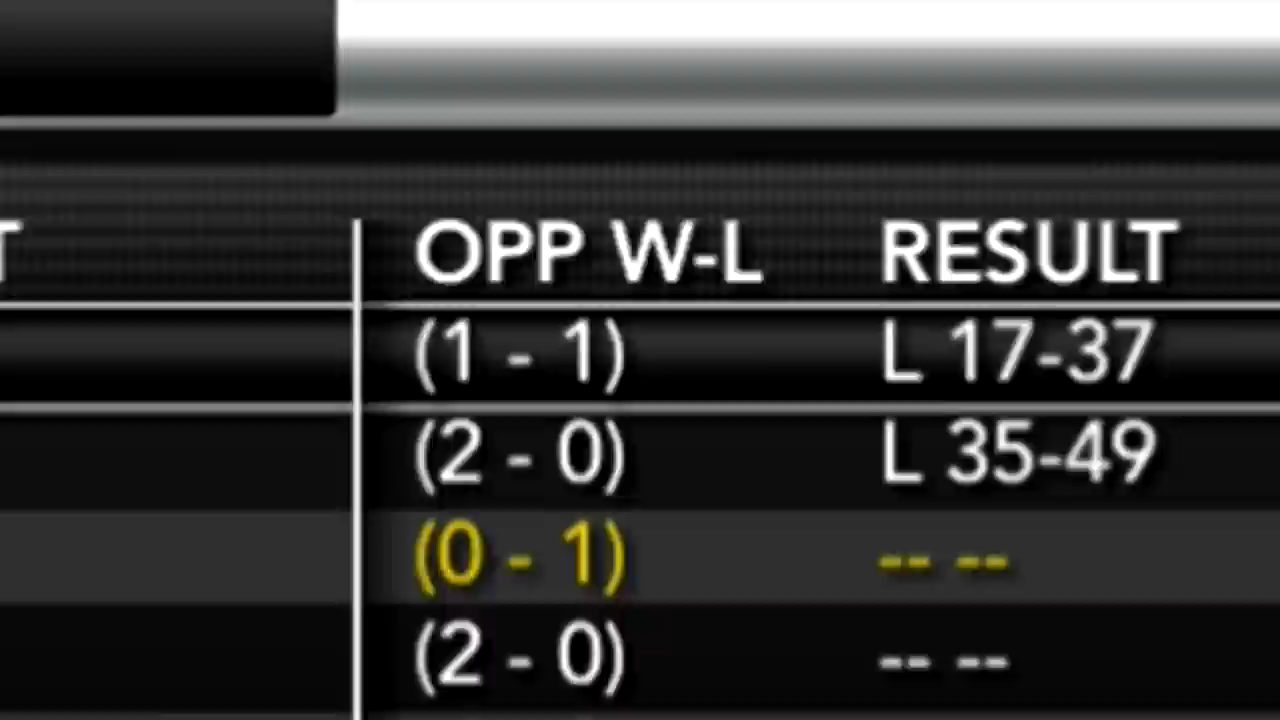 OPP W-L RESULT
(1 - 1) L 17-37
(2 - 0) L 35-49
(0 - 1) -- --
(2 - 0) -- --